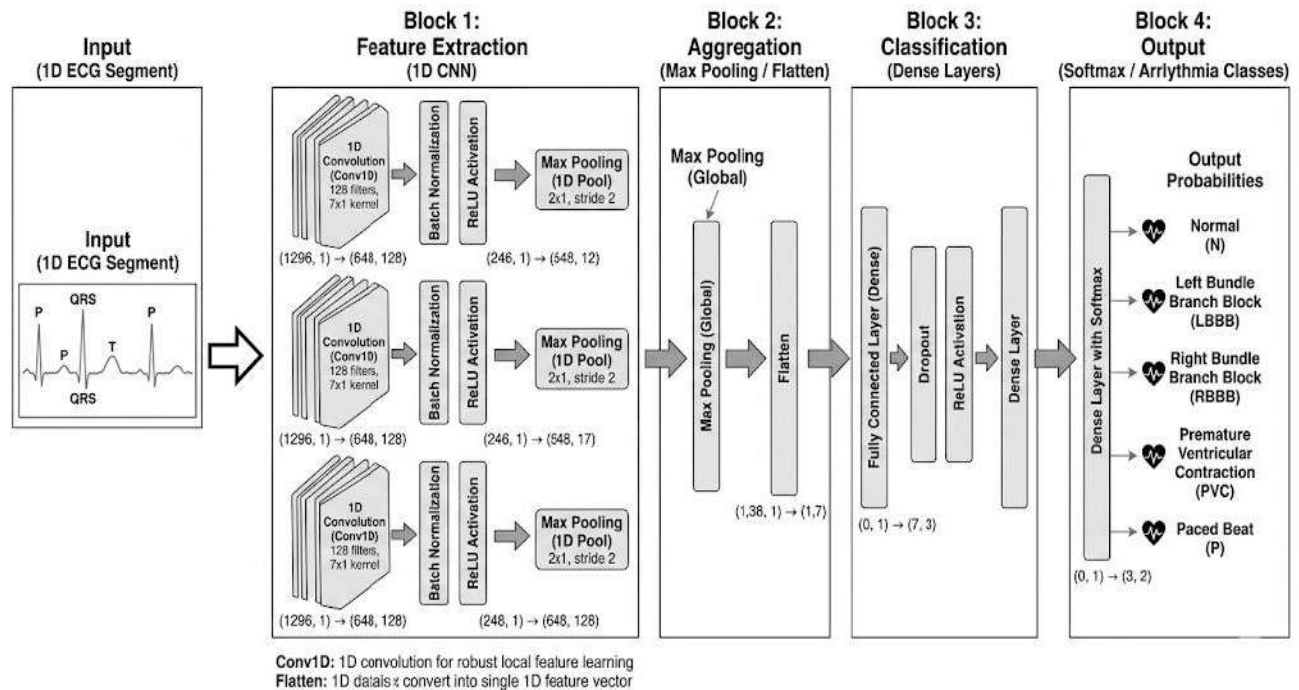 Input
(1D ECG Segment)
Input
(1D ECG Segment)
P
QRS
P
T
P
QRS
Block 1:
Feature Extraction
(1D CNN)
1D
Convolution
(Conv1D)
128 filters,
7x1 kernel
Batch Normalization
ReLU Activation
Max Pooling
(1D Pool)
2x1, stride 2
(1296, 1) → (648, 128)
(246, 1) → (548, 12)
1D
Convolution
(Conv1D)
128 filters,
7x1 kernel
Batch Normalization
ReLU Activation
Max Pooling
(1D Pool)
2x1, stride 2
(1296, 1) → (648, 128)
(246, 1) → (548, 17)
1D
Convolution
(Conv1D)
128 filters,
7x1 kernel
Batch Normalization
ReLU Activation
Max Pooling
(1D Pool)
2x1, stride 2
(1296, 1) → (648, 128)
(248, 1) → (648, 128)
Conv1D: 1D convolution for robust local feature learning
Flatten: 1D convert into single 1D feature vector
Block 2:
Aggregation
(Max Pooling / Flatten)
Max Pooling
(Global)
Max Pooling (Global)
Flatten
(1,38, 1) → (1,7)
Block 3:
Classification
(Dense Layers)
Fully Connected Layer (Dense)
Dropout
ReLU Activation
Dense Layer
(0, 1) → (7, 3)
Block 4:
Output
(Softmax / Arrlythmia Classes)
Dense Layer with Softmax
Output
Probabilities
Normal
(N)
Left Bundle
Branch Block
(LBBB)
Right Bundle
Branch Block
(RBBB)
Premature
Ventricular
Contraction
(PVC)
Paced Beat
(P)
(0, 1) → (3, 2)